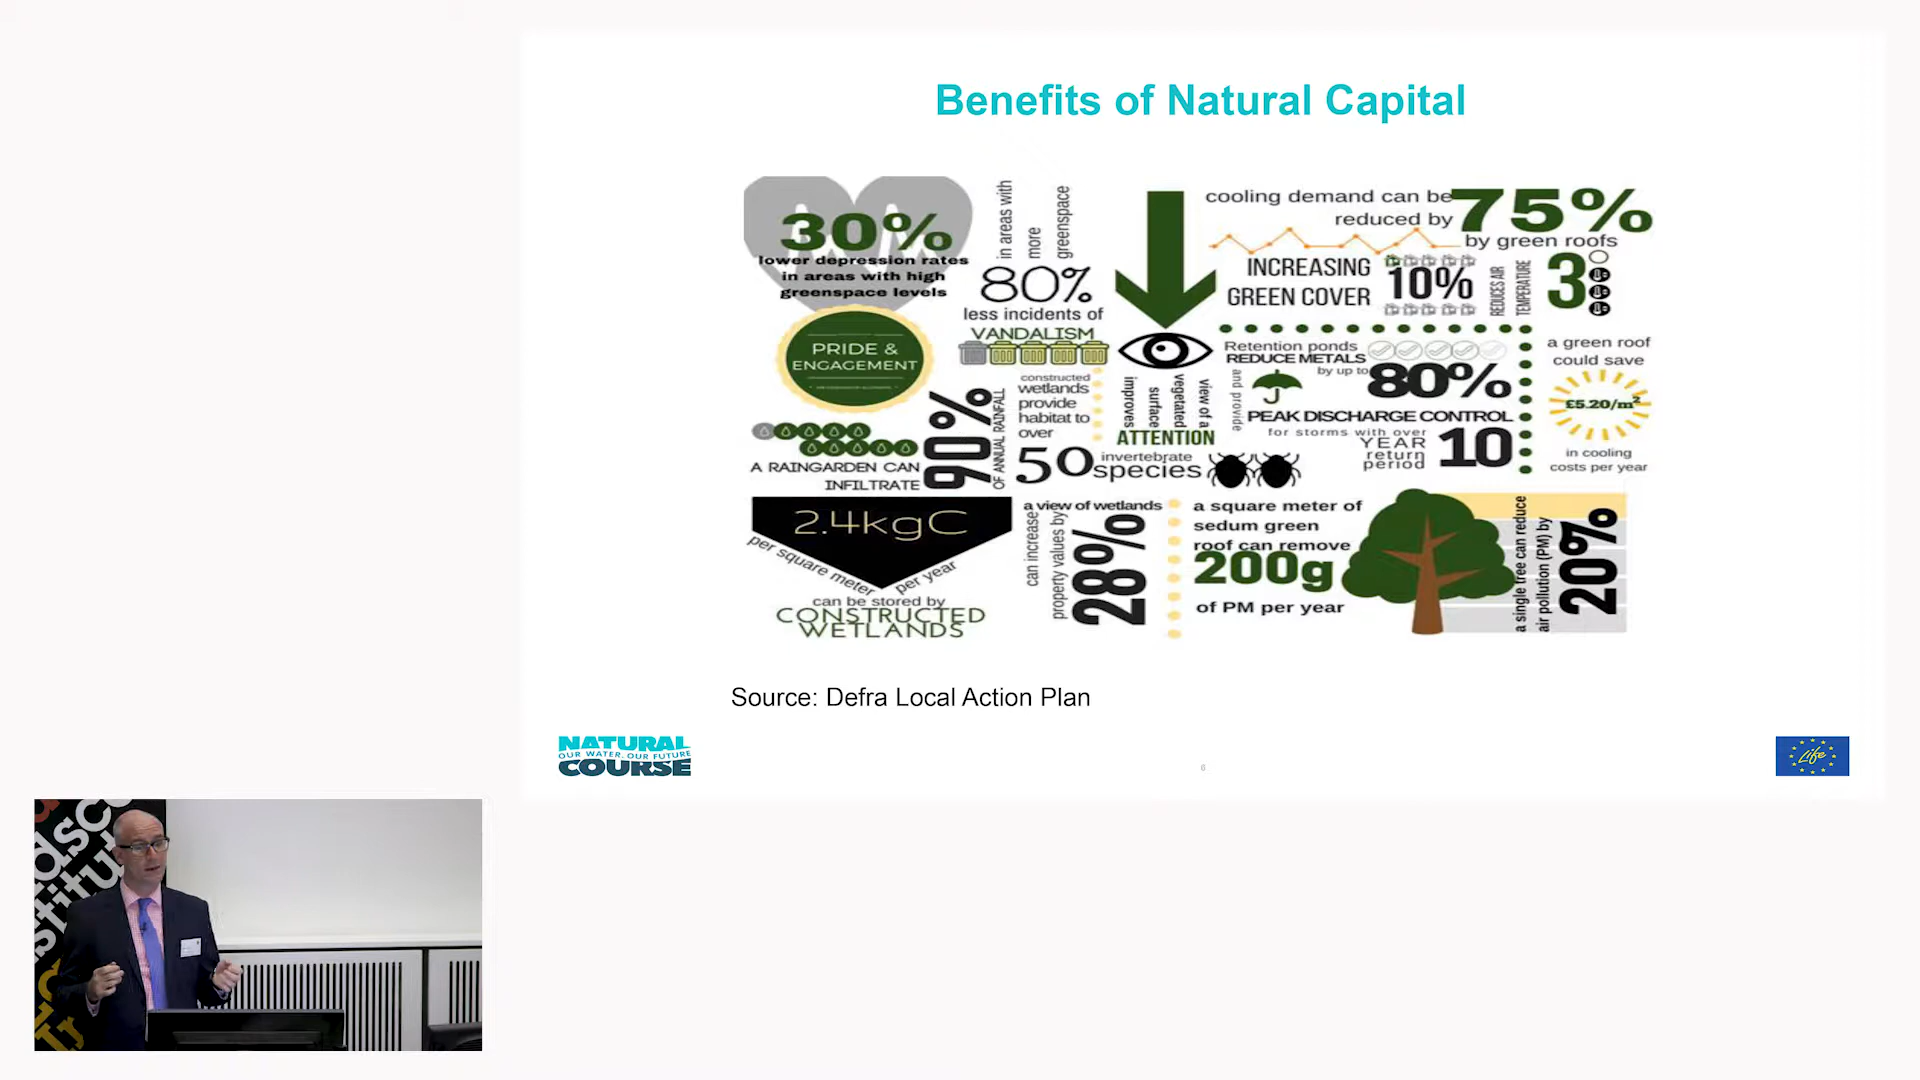 Benefits of Natural Capital
30%
lower depression rates
in areas with high
greenspace levels
in areas with
more
greenspace
80%
less incidents of
VANDALISM
cooling demand can be
reduced by
75%
by green roofs
INCREASING
GREEN COVER
10%
REDUCES AIR
TEMPERATURE
3
PRIDE &
ENGAGEMENT
A RAINGARDEN CAN
INFILTRATE
90%
OF ANNUAL RAINFALL
constructed
wetlands
provide
habitat to
over
50
invertebrate
species
view of a
vegetated
surface
improves
ATTENTION
Retention ponds
REDUCE METALS
by up to
80%
and provide
PEAK DISCHARGE CONTROL
for storms with over
10
YEAR
return
period
a green roof
could save
£5.20/m²
in cooling
costs per year
2.4kgC
per square meter
per year
can be stored by
CONSTRUCTED
WETLANDS
a view of wetlands
can increase
property values by
28%
a square meter of
sedum green
roof can remove
200g
of PM per year
a single tree can reduce
air pollution (PM) by
20%
Source: Defra Local Action Plan
NATURAL
OUR WATER. OUR FUTURE
COURSE
6
Life